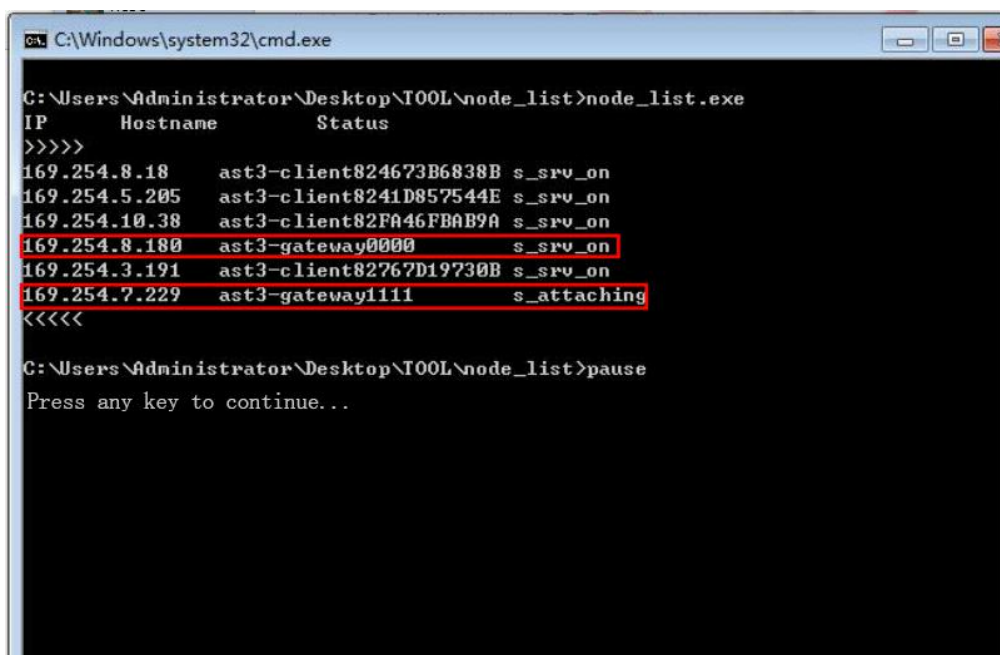 C:\Windows\system32\cmd.exe
C:\Users\Administrator\Desktop\TOOL\node_list>node_list.exe
IP Hostname Status
>>>>>
169.254.8.18 ast3-client824673B6838B s_srv_on
169.254.5.205 ast3-client8241D857544E s_srv_on
169.254.10.38 ast3-client82FA46FBAB9A s_srv_on
169.254.8.180 ast3-gateway0000 s_srv_on
169.254.3.191 ast3-client82767D19730B s_srv_on
169.254.7.229 ast3-gateway1111 s_attaching
<<<<<
C:\Users\Administrator\Desktop\TOOL\node_list>pause
Press any key to continue...